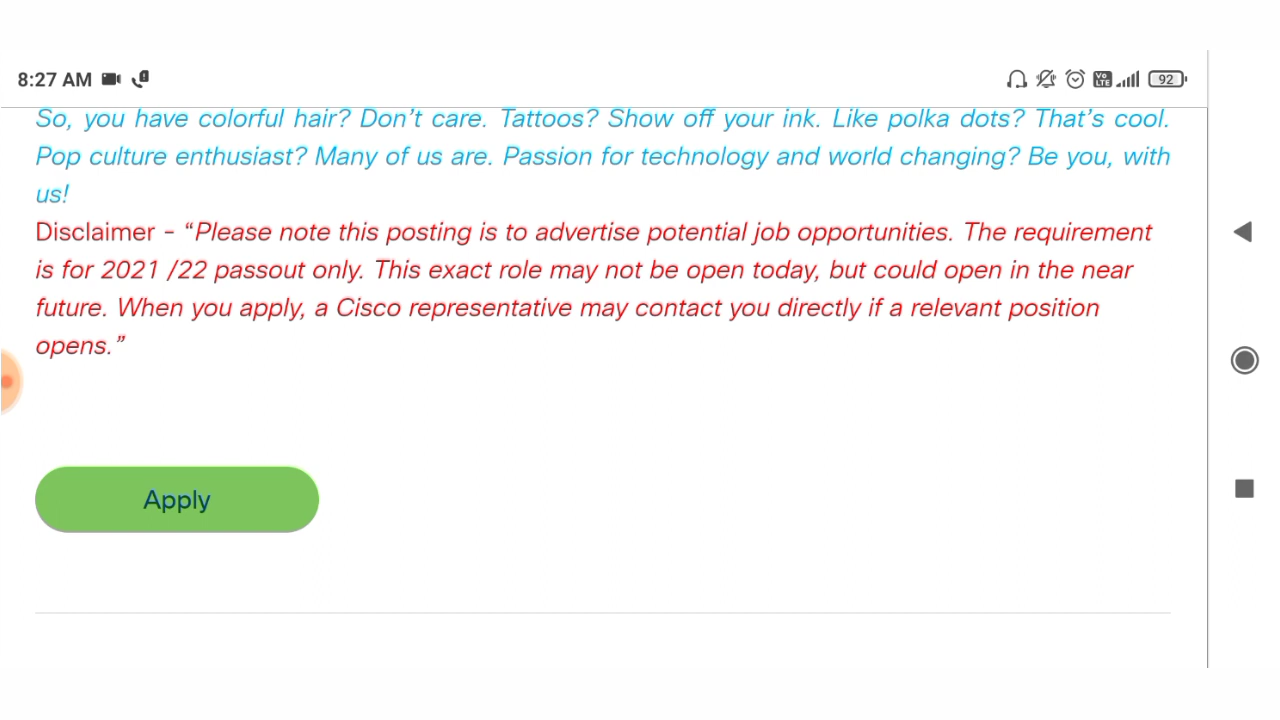 8:27 AM
Vo
LTE
92
So, you have colorful hair? Don't care. Tattoos? Show off your ink. Like polka dots? That's cool.
Pop culture enthusiast? Many of us are. Passion for technology and world changing? Be you, with
us!
Disclaimer - “Please note this posting is to advertise potential job opportunities. The requirement
is for 2021 /22 passout only. This exact role may not be open today, but could open in the near
future. When you apply, a Cisco representative may contact you directly if a relevant position
opens.”
Apply